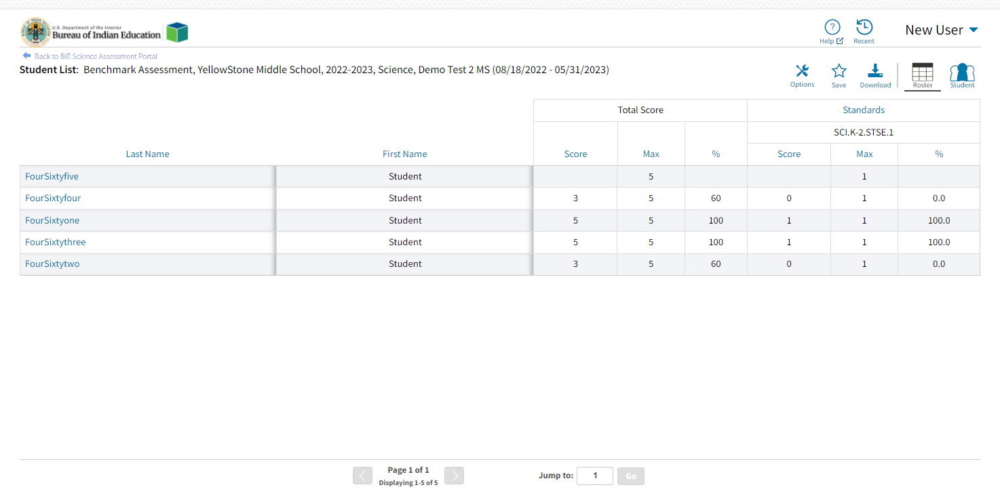 U.S. Department of the Interior
Bureau of Indian Education
Help
Recent
New User
Back to BIE Science Assessment Portal
Student List: Benchmark Assessment, YellowStone Middle School, 2022-2023, Science, Demo Test 2 MS (08/18/2022 - 05/31/2023)
Options Save Download Roster Student
Total Score Standards
SCI.K-2.STSE.1
Last Name First Name Score Max % Score Max %
FourSixtyfive Student 5 1
FourSixtyfour Student 3 5 60 0 1 0.0
FourSixtyone Student 5 5 100 1 1 100.0
FourSixtythree Student 5 5 100 1 1 100.0
FourSixtytwo Student 3 5 60 0 1 0.0
Page 1 of 1
Displaying 1-5 of 5
Jump to: 1 Go